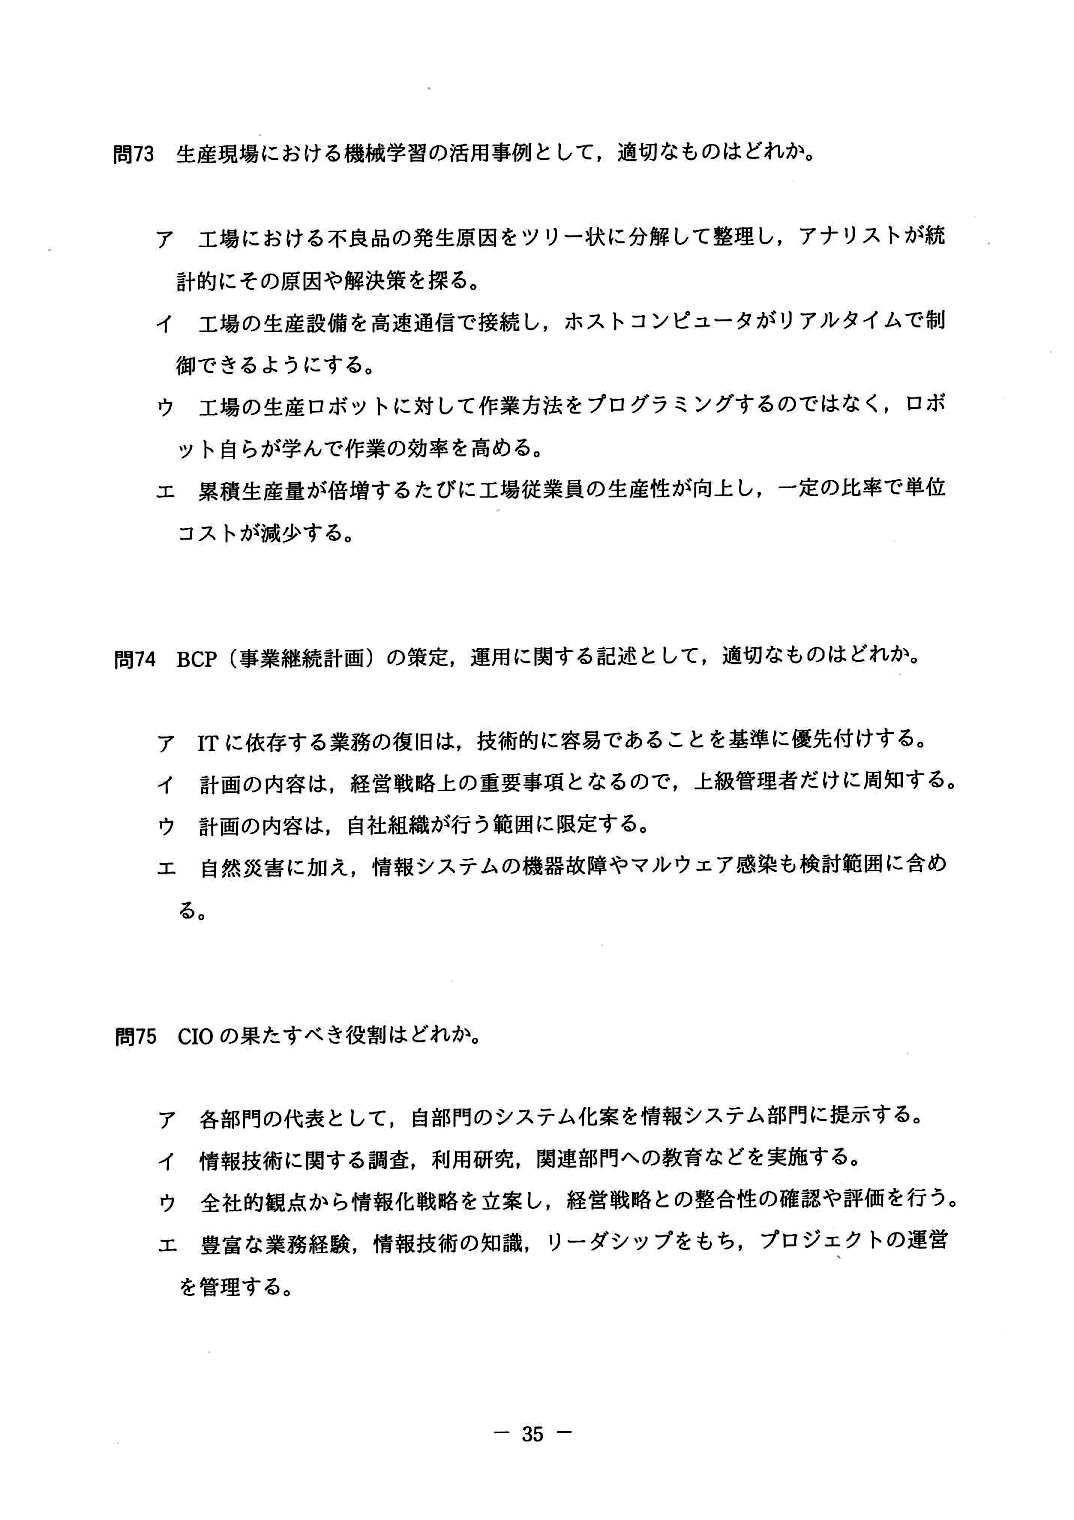 問73 生産現場における機械学習の活用事例として，適切なものはどれか。
ア 工場における不良品の発生原因をツリー状に分解して整理し，アナリストが統
計的にその原因や解決策を探る。
イ 工場の生産設備を高速通信で接続し，ホストコンピュータがリアルタイムで制
御できるようにする。
ウ 工場の生産ロボットに対して作業方法をプログラミングするのではなく，ロボ
ット自らが学んで作業の効率を高める。
エ 累積生産量が倍増するたびに工場従業員の生産性が向上し，一定の比率で単位
コストが減少する。
問74 BCP（事業継続計画）の策定，運用に関する記述として，適切なものはどれか。
ア ITに依存する業務の復旧は，技術的に容易であることを基準に優先付けする。
イ 計画の内容は，経営戦略上の重要事項となるので，上級管理者だけに周知する。
ウ 計画の内容は，自社組織が行う範囲に限定する。
エ 自然災害に加え，情報システムの機器故障やマルウェア感染も検討範囲に含め
る。
問75 CIOの果たすべき役割はどれか。
ア 各部門の代表として，自部門のシステム化案を情報システム部門に提示する。
イ 情報技術に関する調査，利用研究，関連部門への教育などを実施する。
ウ 全社的観点から情報化戦略を立案し，経営戦略との整合性の確認や評価を行う。
エ 豊富な業務経験，情報技術の知識，リーダシップをもち，プロジェクトの運営
を管理する。
－ 35 －